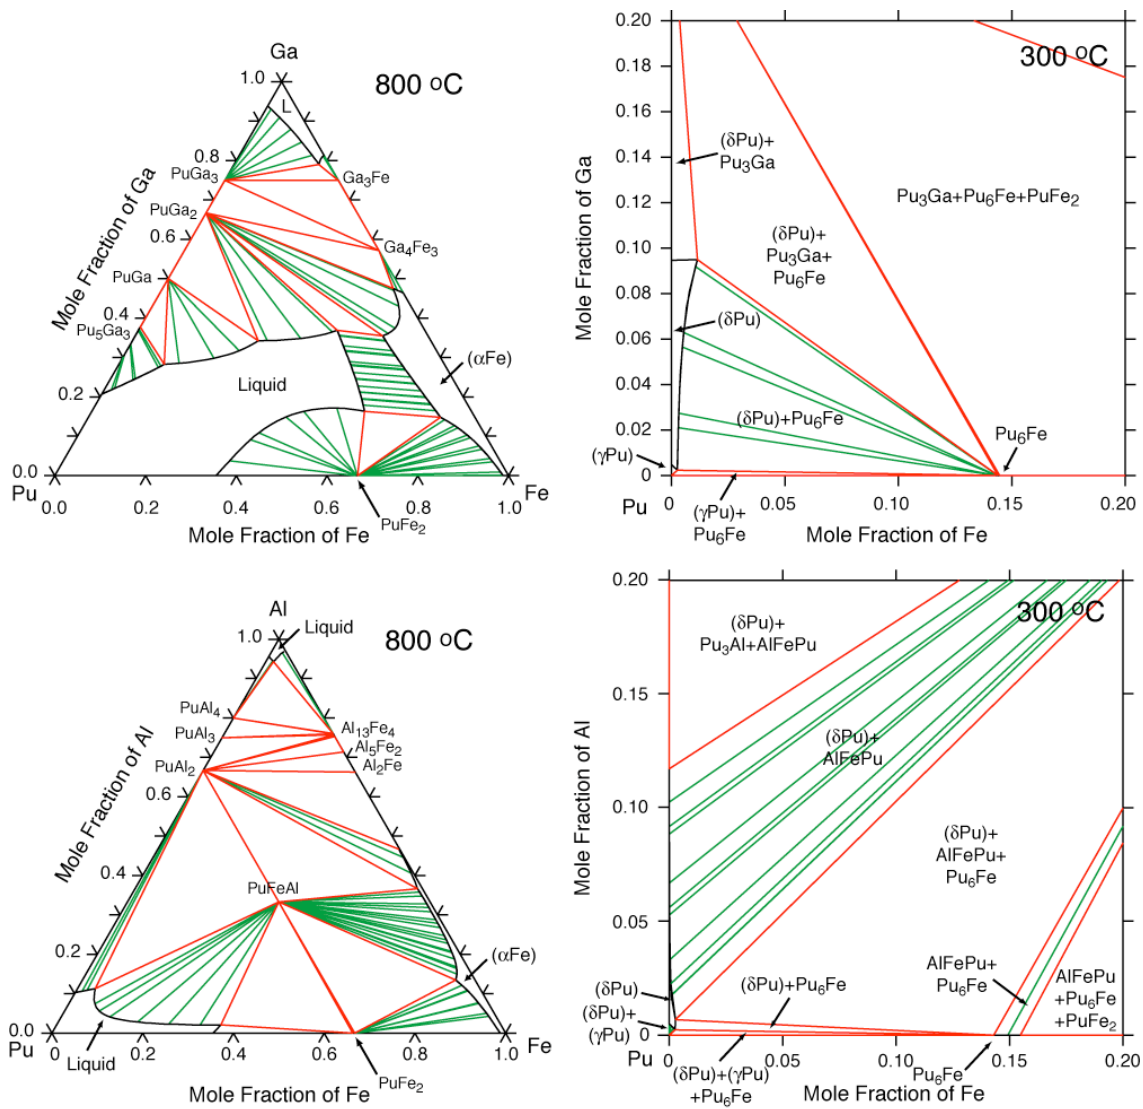 Ga
800 °C
1.0
L
0.8
PuGa3
Ga3Fe
PuGa2
0.6
Ga4Fe3
PuGa
0.4
Pu5Ga3
Mole Fraction of Ga
(αFe)
Liquid
0.2
0.0
Pu
Fe
0.0
0.2
0.4
0.6
0.8
1.0
PuFe2
Mole Fraction of Fe
0.20
300 °C
0.18
0.16
(δPu)+
Pu3Ga
0.14
Pu3Ga+Pu6Fe+PuFe2
0.12
(δPu)+
Pu3Ga+
Pu6Fe
0.10
0.08
(δPu)
0.06
0.04
(δPu)+Pu6Fe
Pu6Fe
0.02
(γPu)
0
Mole Fraction of Ga
Pu
0
0.05
0.10
0.15
0.20
(γPu)+
Pu6Fe
Mole Fraction of Fe
Al
Liquid
800 °C
1.0
PuAl4
Al13Fe4
PuAl3
Al5Fe2
PuAl2
Al2Fe
0.6
Mole Fraction of Al
0.4
PuFeAl
0.2
(αFe)
0.0
Pu
Fe
Liquid
0.0
0.2
0.4
0.6
0.8
1.0
PuFe2
Mole Fraction of Fe
0.20
300 °C
(δPu)+
Pu3Al+AlFePu
0.15
(δPu)+
AlFePu
0.10
(δPu)+
AlFePu+
Pu6Fe
0.05
Mole Fraction of Al
AlFePu+
Pu6Fe
AlFePu
+Pu6Fe
+PuFe2
(δPu)
(δPu)+Pu6Fe
(δPu)+
(γPu)
0
Pu
0
0.05
0.10
0.15
0.20
(δPu)+(γPu)
+Pu6Fe
Pu6Fe
Mole Fraction of Fe